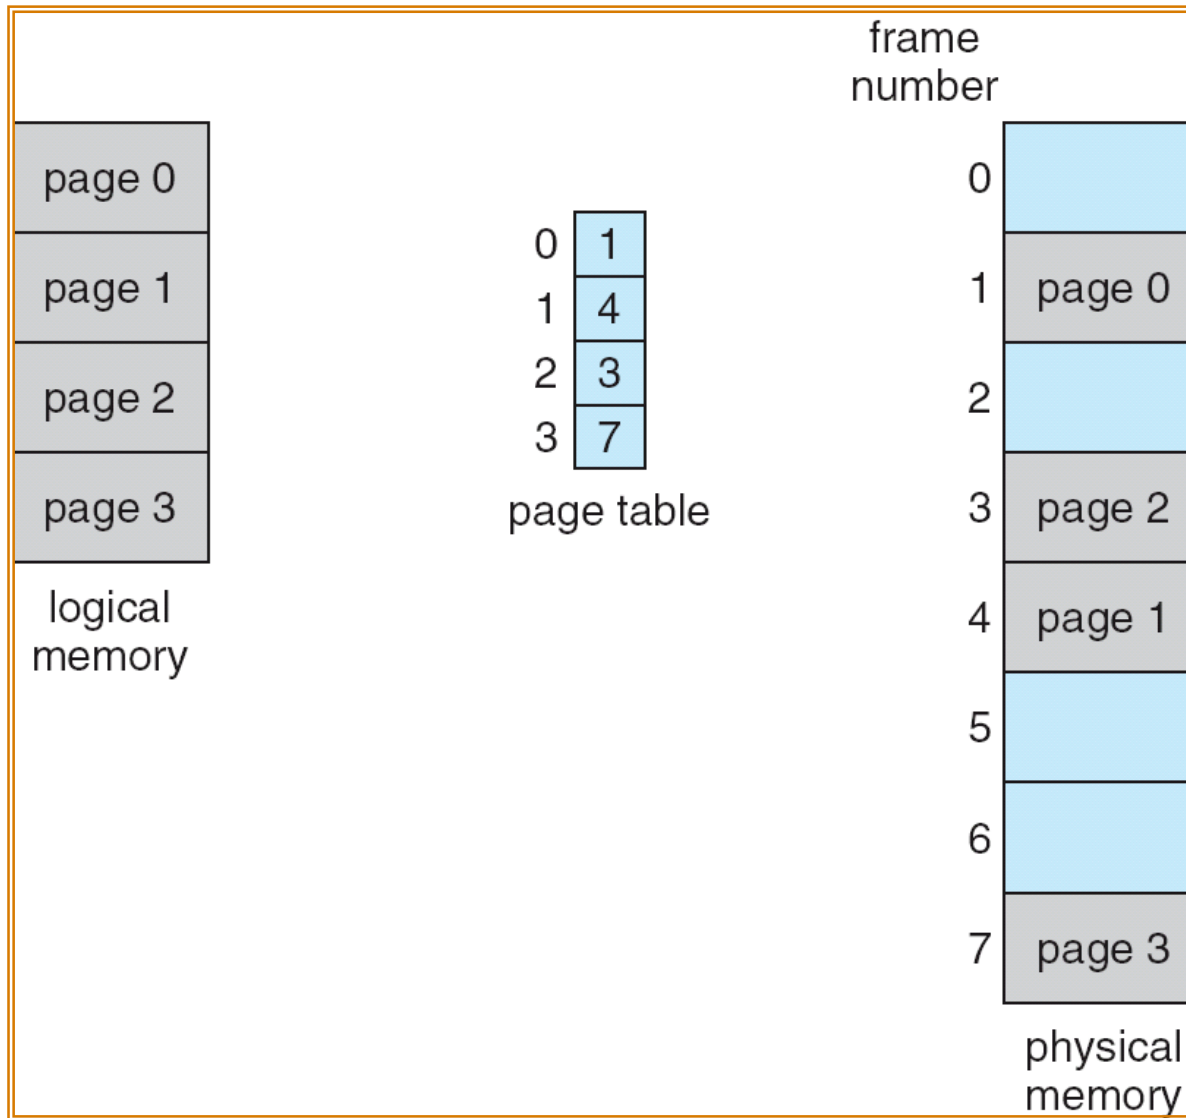 frame
number
page 0
page 1
page 2
page 3
logical
memory
0 1
1 4
2 3
3 7
page table
0
1 page 0
2
3 page 2
4 page 1
5
6
7 page 3
physical
memory